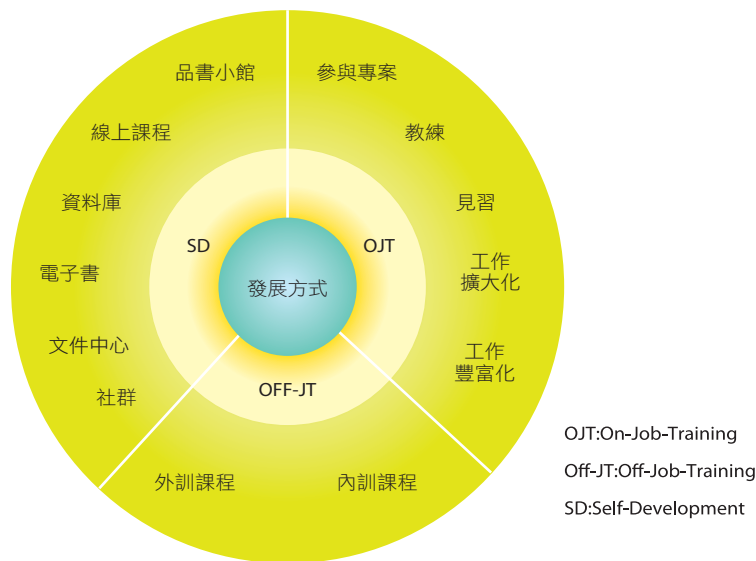 品書小館
參與專案
線上課程
教練
資料庫
見習
SD
OJT
電子書
發展方式
工作
擴大化
文件中心
工作
豐富化
社群
OFF-JT
外訓課程
內訓課程
OJT:On-Job-Training
Off-JT:Off-Job-Training
SD:Self-Development